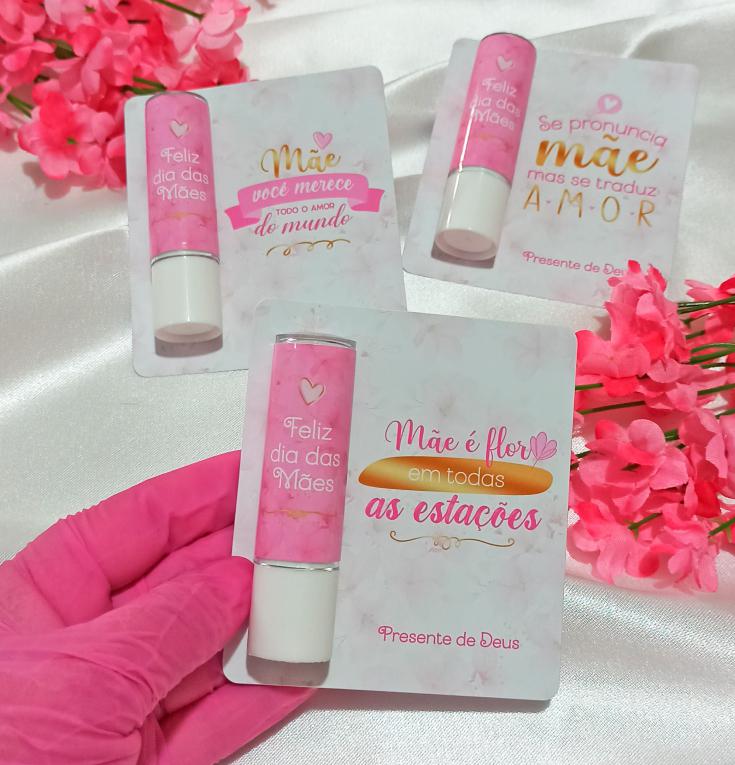 Feliz
dia das
Mães
Mãe
você merece
TODO O AMOR
do mundo
Feliz
dia das
Mães
Se pronuncia
mãe
mas se traduz
A·M·O·R
Presente de
Feliz
dia das
Mães
Mãe é flor
em todas
as estações
Presente de Deus